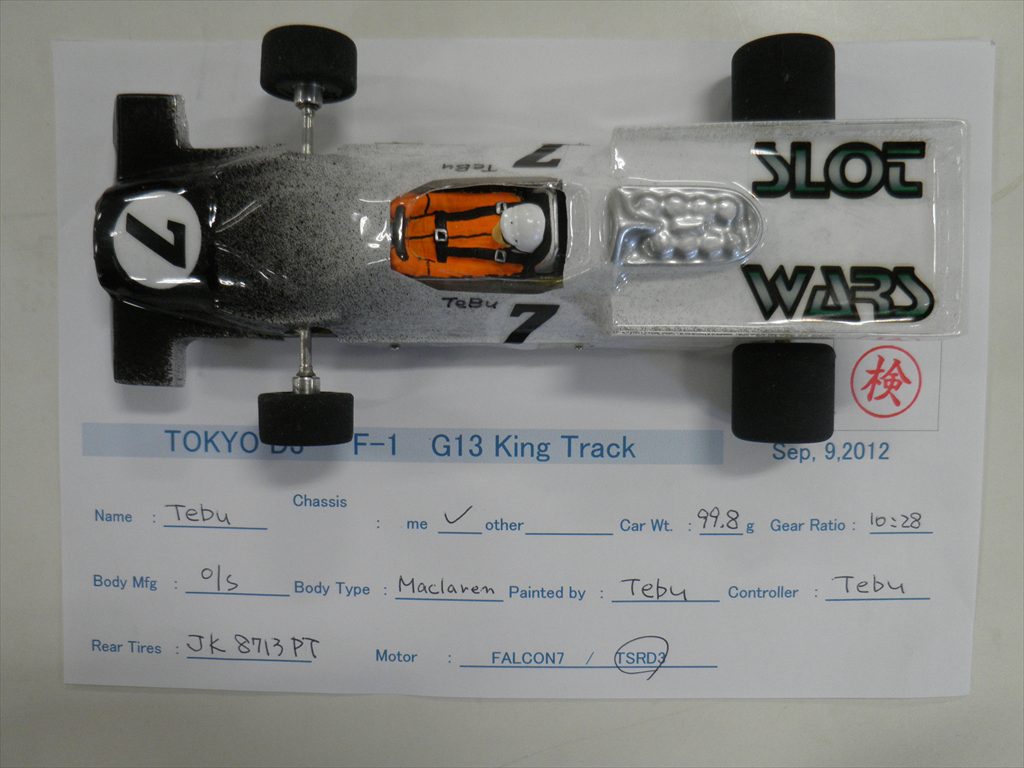 7
TeBu 7
TeBu 7
SLOT
WARS
検
TOKYO D3 F-1 G13 King Track Sep, 9,2012
Name : Tebu Chassis : me ✓ other Car Wt. : 99.8 g Gear Ratio : 10:28
Body Mfg : o/s Body Type : Maclaren Painted by : Tebu Controller : Tebu
Rear Tires : JK 8713 PT Motor : FALCON7 / TSRD3